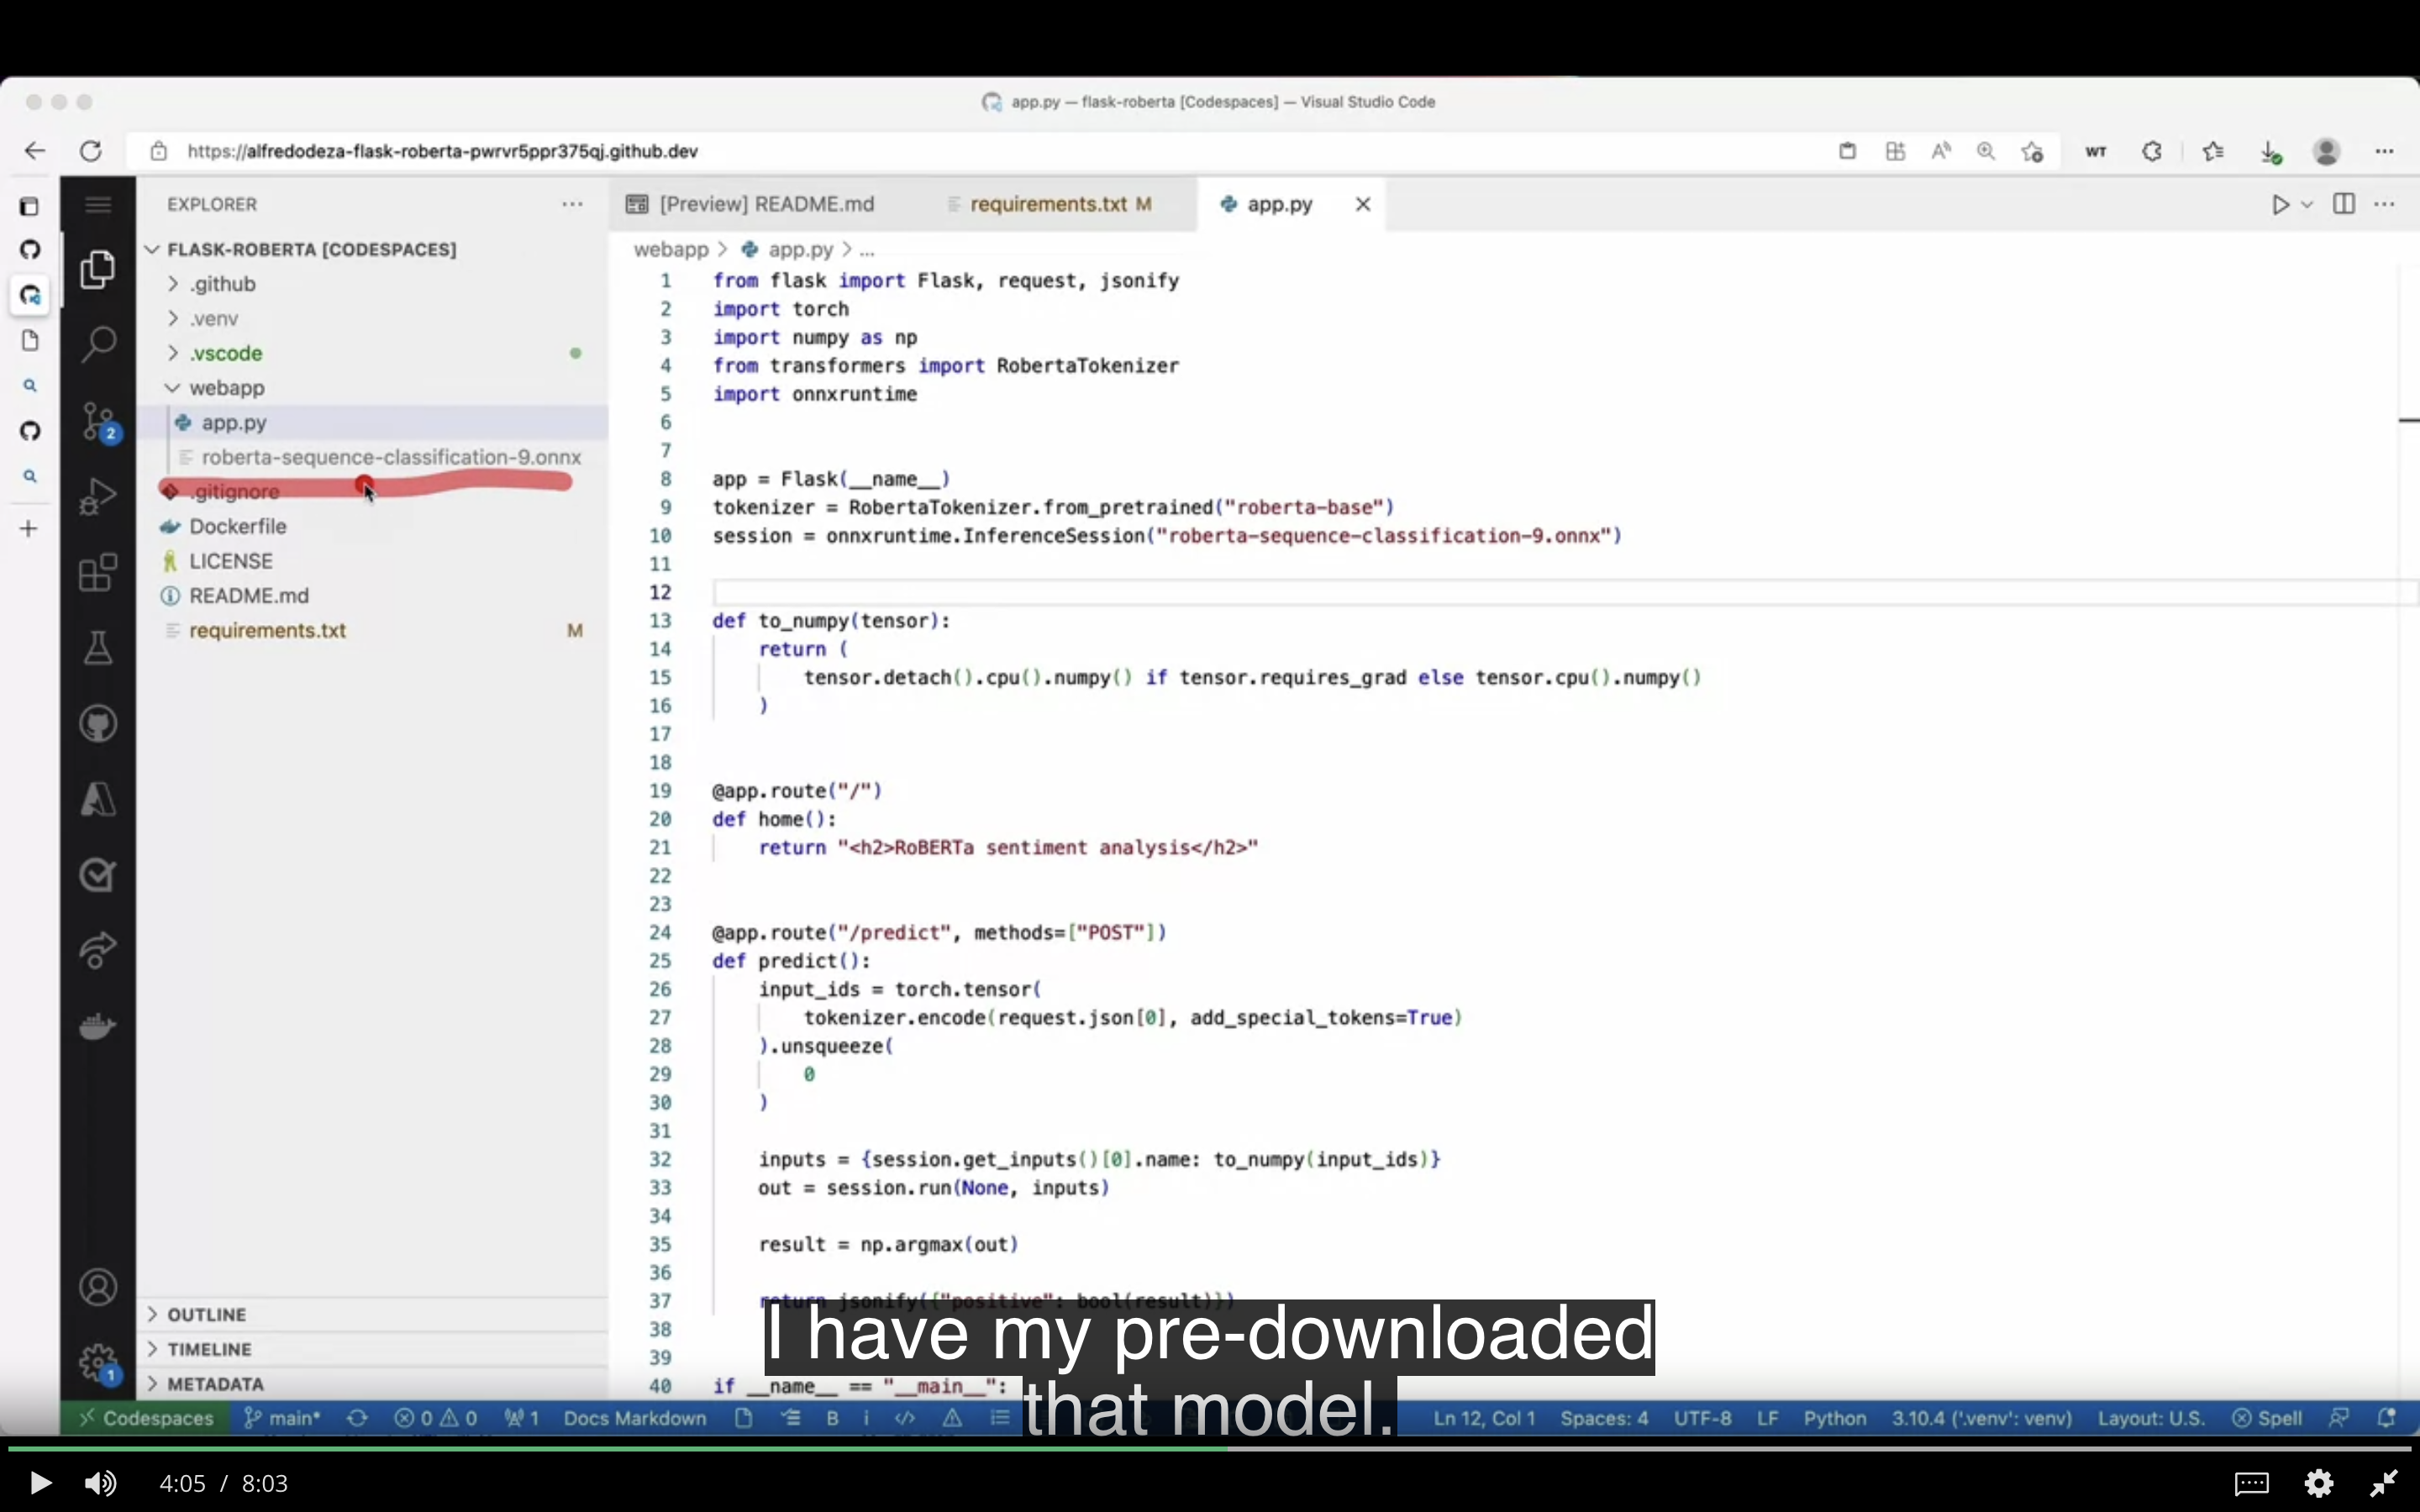 app.py — flask-roberta [Codespaces] — Visual Studio Code
https://alfredodeza-flask-roberta-pwrvr5ppr375qj.github.dev
WT
EXPLORER
FLASK-ROBERTA [CODESPACES]
.github
.venv
.vscode
webapp
app.py
roberta-sequence-classification-9.onnx
.gitignore
Dockerfile
LICENSE
README.md
requirements.txt M
OUTLINE
TIMELINE
METADATA
2
1
[Preview] README.md requirements.txt M app.py
webapp > app.py > ...
1 from flask import Flask, request, jsonify
2 import torch
3 import numpy as np
4 from transformers import RobertaTokenizer
5 import onnxruntime
6
7
8 app = Flask(__name__)
9 tokenizer = RobertaTokenizer.from_pretrained("roberta-base")
10 session = onnxruntime.InferenceSession("roberta-sequence-classification-9.onnx")
11
12
13 def to_numpy(tensor):
14 return (
15 tensor.detach().cpu().numpy() if tensor.requires_grad else tensor.cpu().numpy()
16 )
17
18
19 @app.route("/")
20 def home():
21 return "<h2>RoBERTa sentiment analysis</h2>"
22
23
24 @app.route("/predict", methods=["POST"])
25 def predict():
26 input_ids = torch.tensor(
27 tokenizer.encode(request.json[0], add_special_tokens=True)
28 ).unsqueeze(
29 0
30 )
31
32 inputs = {session.get_inputs()[0].name: to_numpy(input_ids)}
33 out = session.run(None, inputs)
34
35 result = np.argmax(out)
36
37 return jsonify({"positive": bool(result)})
38
39
40 if __name__ == "__main__":
I have my pre-downloaded
that model.
Codespaces main* 0 0 1 Docs Markdown B i </> Ln 12, Col 1 Spaces: 4 UTF-8 LF Python 3.10.4 ('.venv': venv) Layout: U.S. Spell
4:05 / 8:03